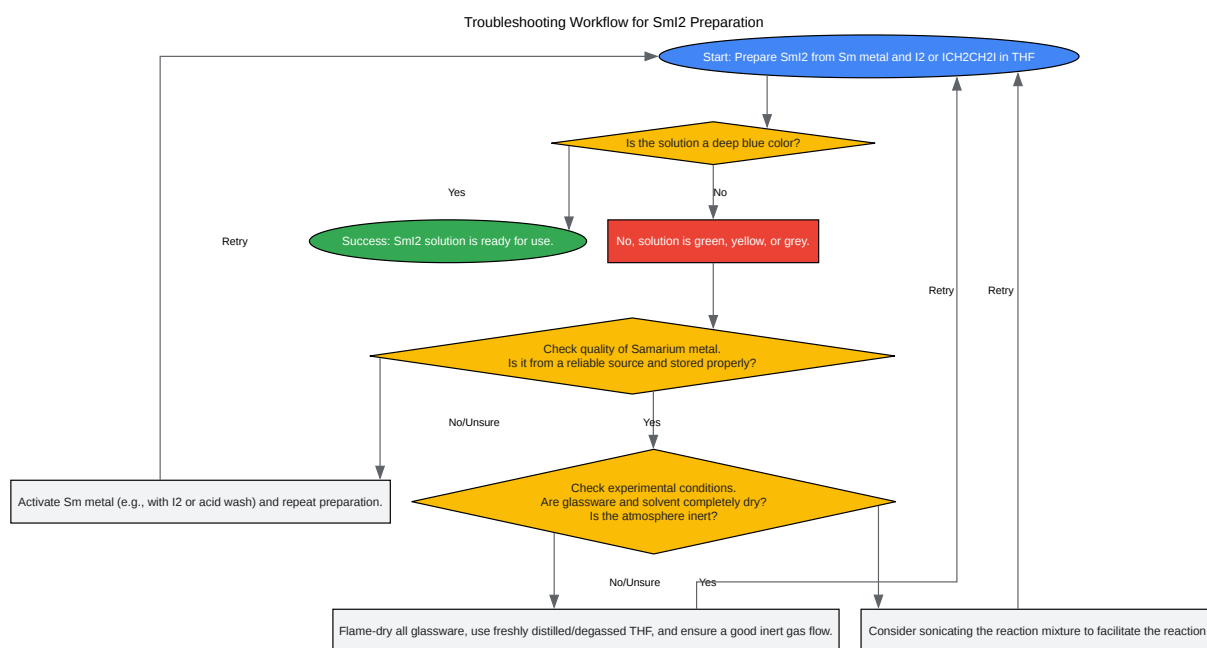 Troubleshooting Workflow for SmI2 Preparation
Start: Prepare SmI2 from Sm metal and I2 or ICH2CH2I in THF
Is the solution a deep blue color?
Yes
No
Retry
Success: SmI2 solution is ready for use.
No, solution is green, yellow, or grey.
Retry
Retry
Check quality of Samarium metal.
Is it from a reliable source and stored properly?
No/Unsure
Yes
Activate Sm metal (e.g., with I2 or acid wash) and repeat preparation.
Check experimental conditions.
Are glassware and solvent completely dry?
Is the atmosphere inert?
No/Unsure
Yes
Flame-dry all glassware, use freshly distilled/degassed THF, and ensure a good inert gas flow.
Consider sonicating the reaction mixture to facilitate the reaction